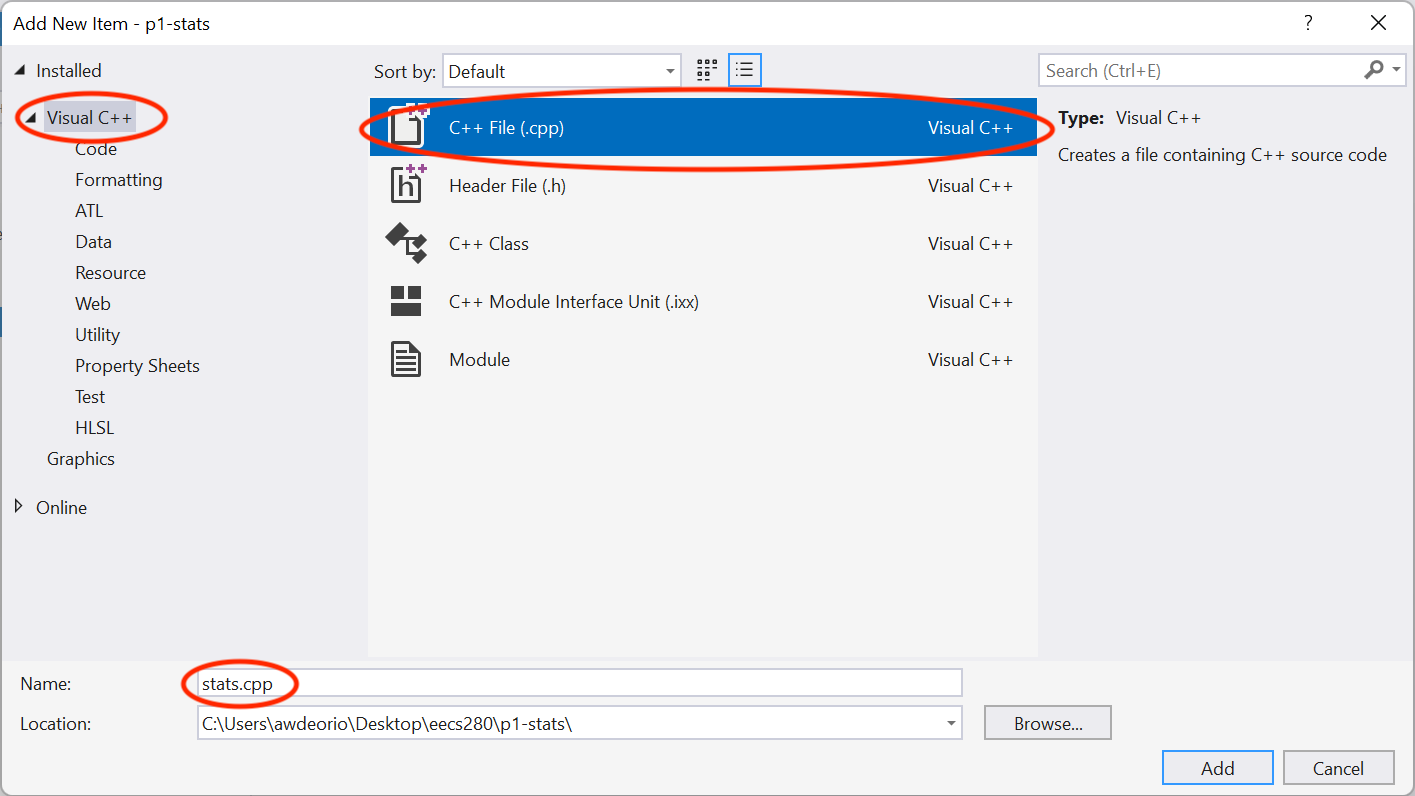 Add New Item - p1-stats
?
Installed
Visual C++
Code
Formatting
ATL
Data
Resource
Web
Utility
Property Sheets
Test
HLSL
Graphics
Online
Sort by: Default
C++ File (.cpp) Visual C++
Header File (.h) Visual C++
C++ Class Visual C++
C++ Module Interface Unit (.ixx) Visual C++
Module Visual C++
Search (Ctrl+E)
Type: Visual C++
Creates a file containing C++ source code
Name: stats.cpp
Location: C:\Users\awdeorio\Desktop\eecs280\p1-stats\
Browse...
Add Cancel